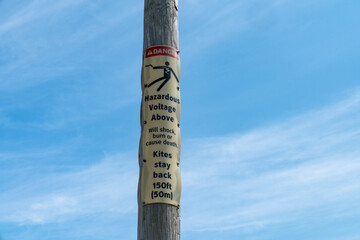 DANGER
Hazardous
Voltage
Above
Will shock,
burn or
cause death.
Kites
stay
back
150ft
(50m)